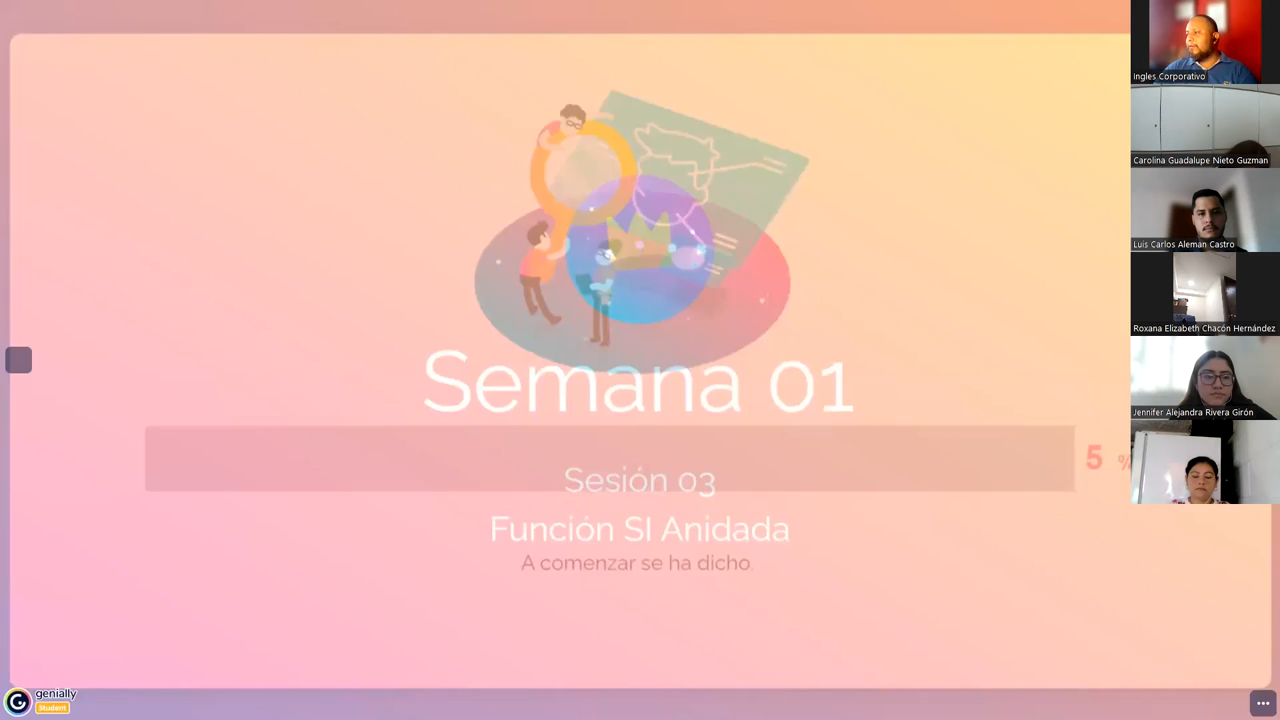 Semana 01
Sesión 03
Función SI Anidada
A comenzar se ha dicho.
5 %
genially
Student
Ingles Corporativo
Carolina Guadalupe Nieto Guzman
Luis Carlos Aleman Castro
Roxana Elizabeth Chacón Hernández
Jennifer Alejandra Rivera Girón